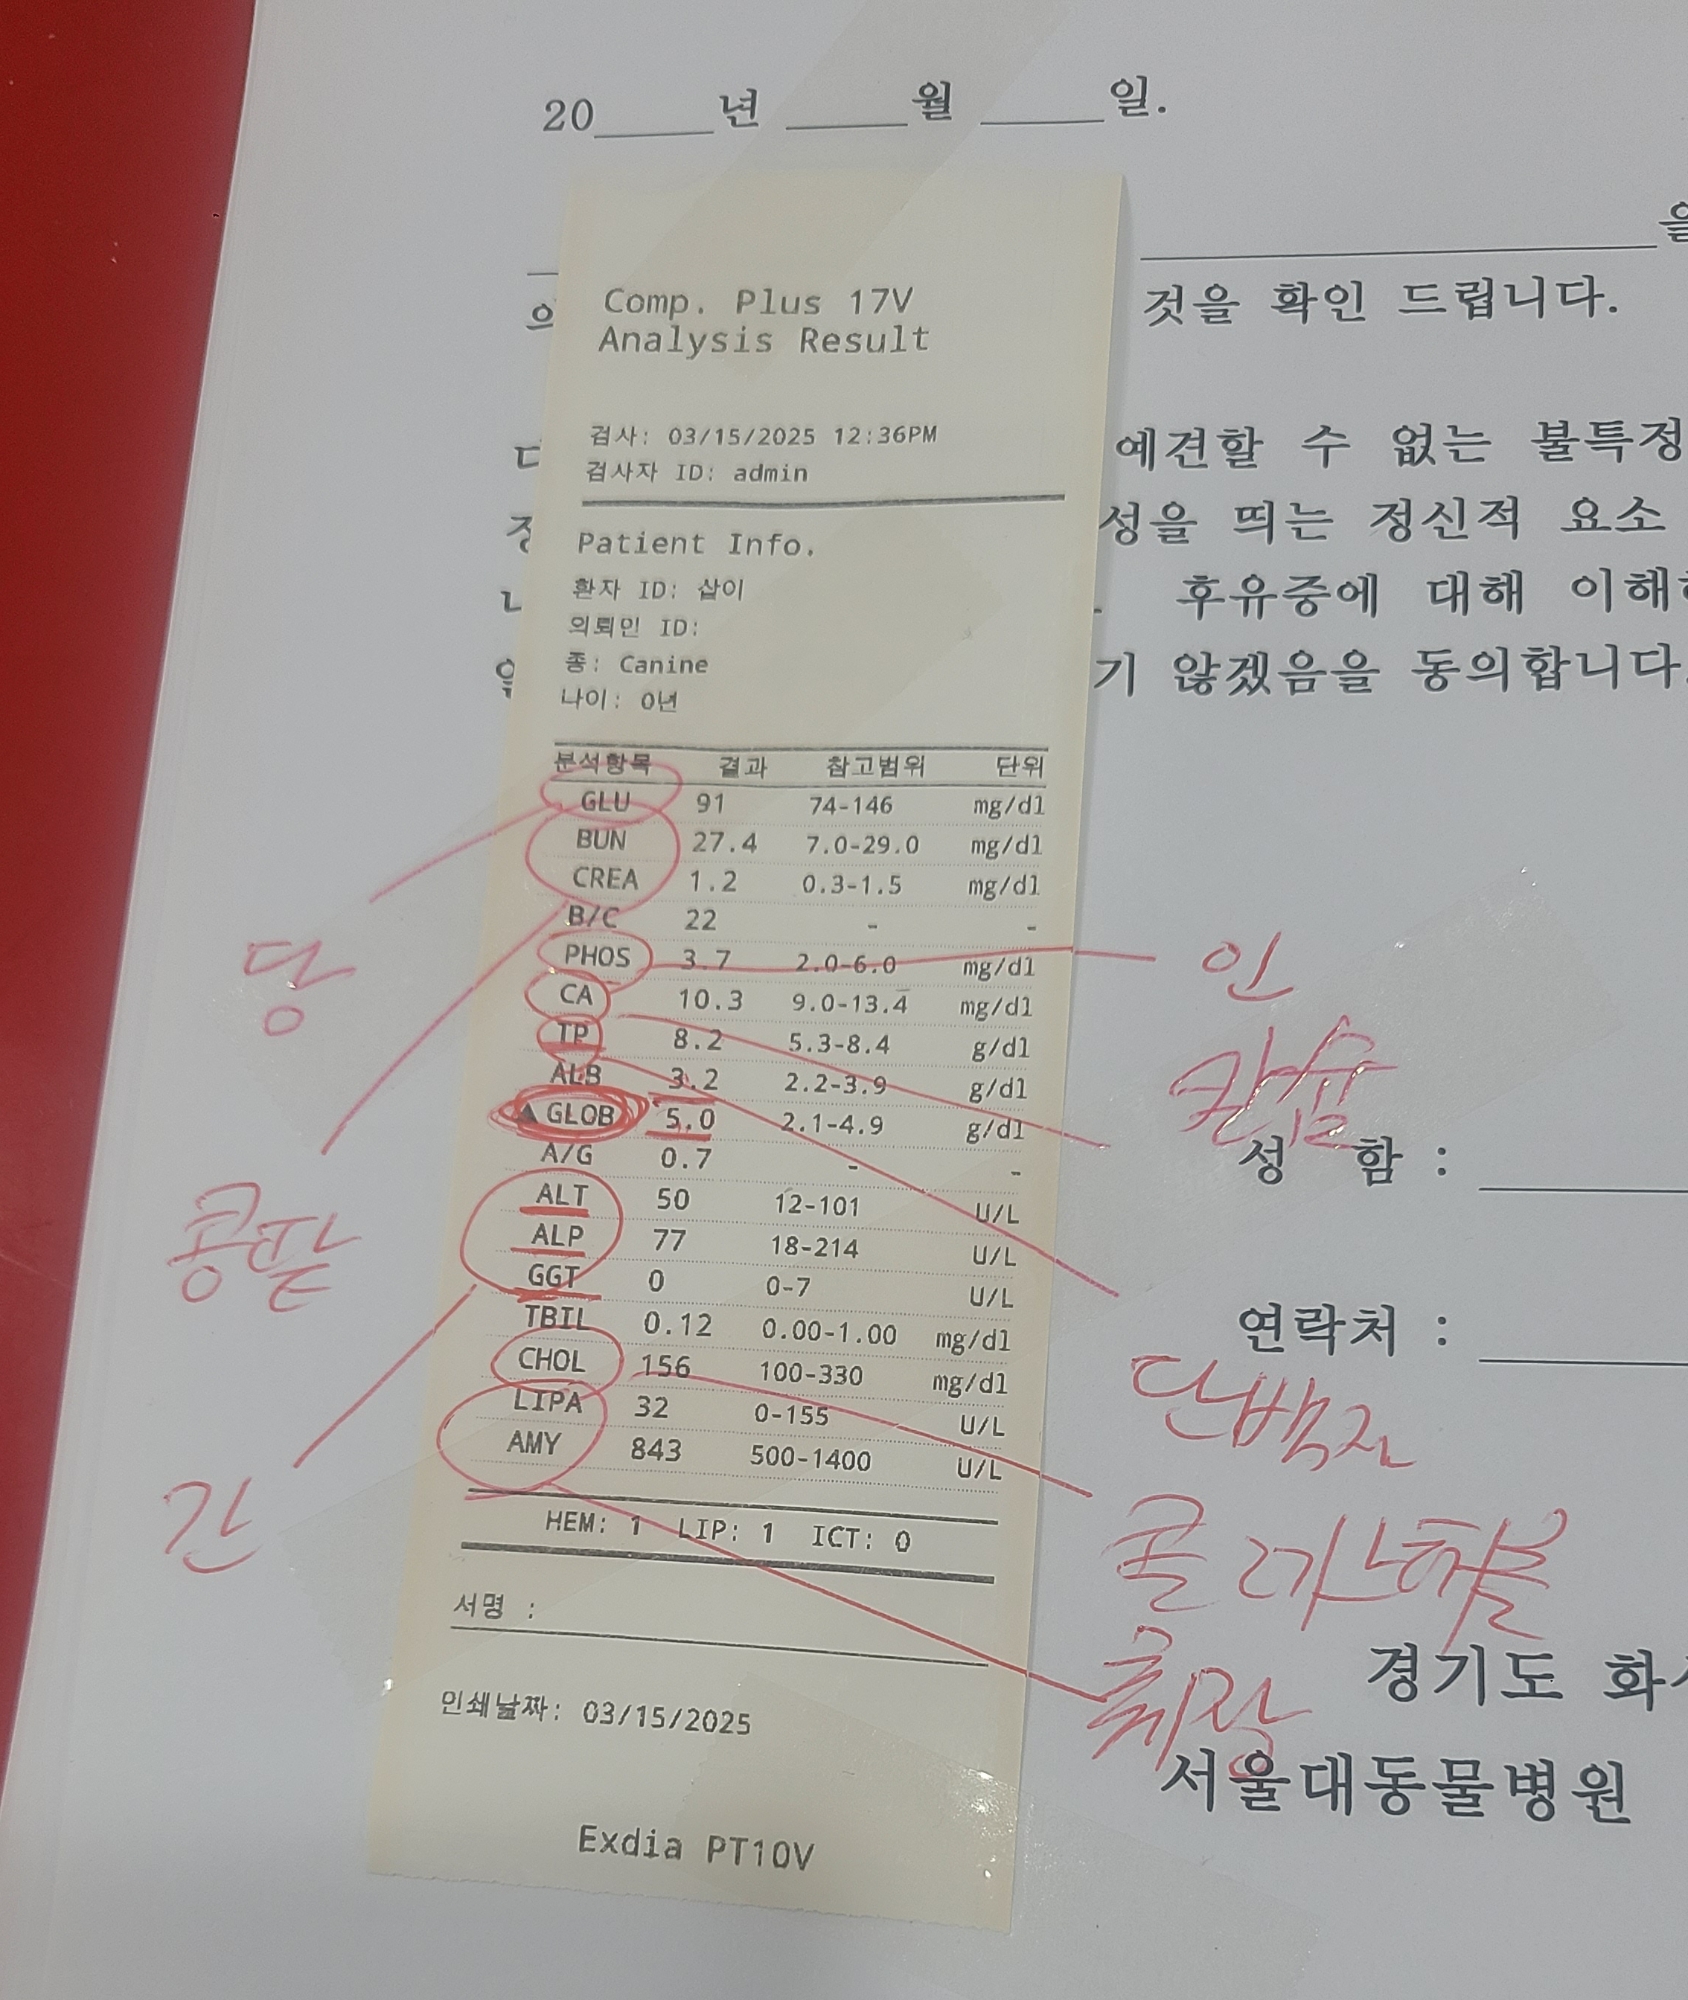 20 년 월 일.
을
의 것을 확인 드립니다.
예견할 수 없는 불특정
성을 띄는 정신적 요소
후유중에 대해 이해
기 않겠음을 동의합니다.
Comp. Plus 17V
Analysis Result
검사: 03/15/2025 12:36PM
검사자 ID: admin
Patient Info.
환자 ID: 삽이
의뢰인 ID:
종: Canine
나이: 0년
분석항목 결과 참고범위 단위
GLU 91 74-146 mg/dl
BUN 27.4 7.0-29.0 mg/dl
CREA 1.2 0.3-1.5 mg/dl
B/C 22 - -
PHOS 3.7 2.0-6.0 mg/dl
CA 10.3 9.0-13.4 mg/dl
TP 8.2 5.3-8.4 g/dl
ALB 3.2 2.2-3.9 g/dl
▲GLOB 5.0 2.1-4.9 g/dl
A/G 0.7 - -
ALT 50 12-101 U/L
ALP 77 18-214 U/L
GGT 0 0-7 U/L
TBIL 0.12 0.00-1.00 mg/dl
CHOL 156 100-330 mg/dl
LIPA 32 0-155 U/L
AMY 843 500-1400 U/L
HEM: 1 LIP: 1 ICT: 0
서명 :
인쇄날짜: 03/15/2025
Exdia PT10V
당
콩팥
간
인
칼슘
성 함 :
연락처 :
단백질
콜레스테롤
췌장
경기도 화
서울대동물병원